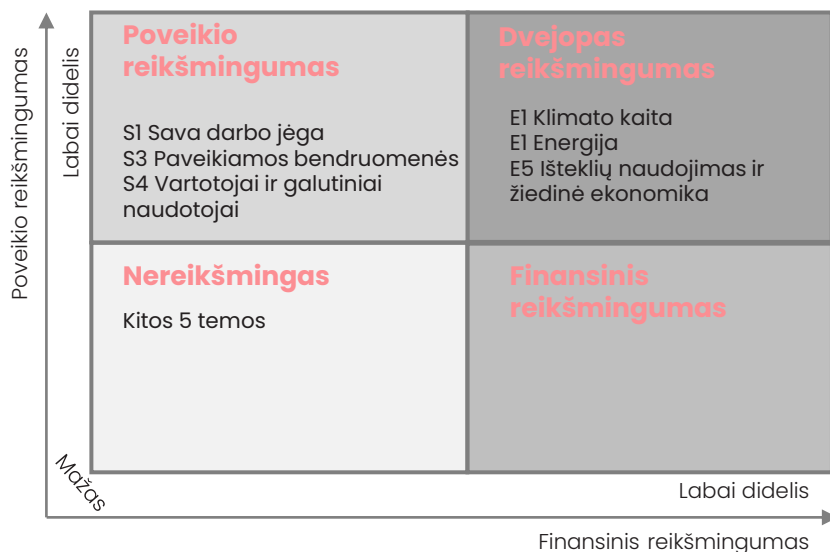 Poveikio reikšmingumas
Labai didelis
Poveikio
reikšmingumas
S1 Sava darbo jėga
S3 Paveikiamos bendruomenės
S4 Vartotojai ir galutiniai
naudotojai
Dvejopas
reikšmingumas
E1 Klimato kaita
E1 Energija
E5 Išteklių naudojimas ir
žiedinė ekonomika
Nereikšmingas
Kitos 5 temos
Finansinis
reikšmingumas
Mažas
Labai didelis
Finansinis reikšmingumas